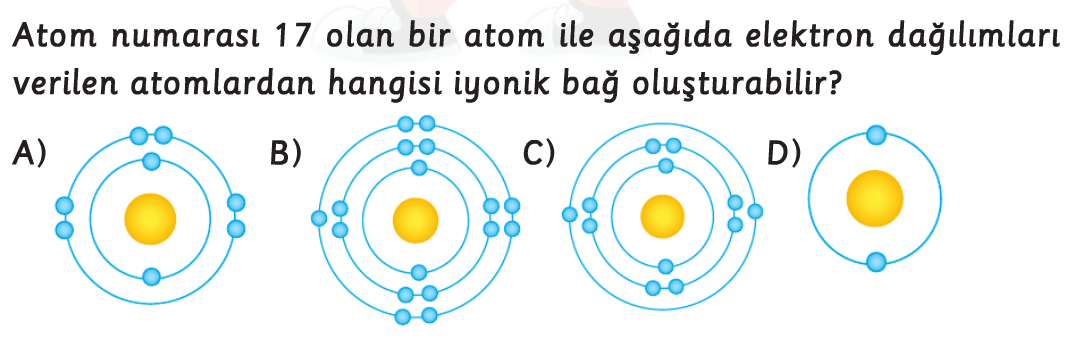 Atom numarası 17 olan bir atom ile aşağıda elektron dağılımları
verilen atomlardan hangisi iyonik bağ oluşturabilir?
A) B) C) D)